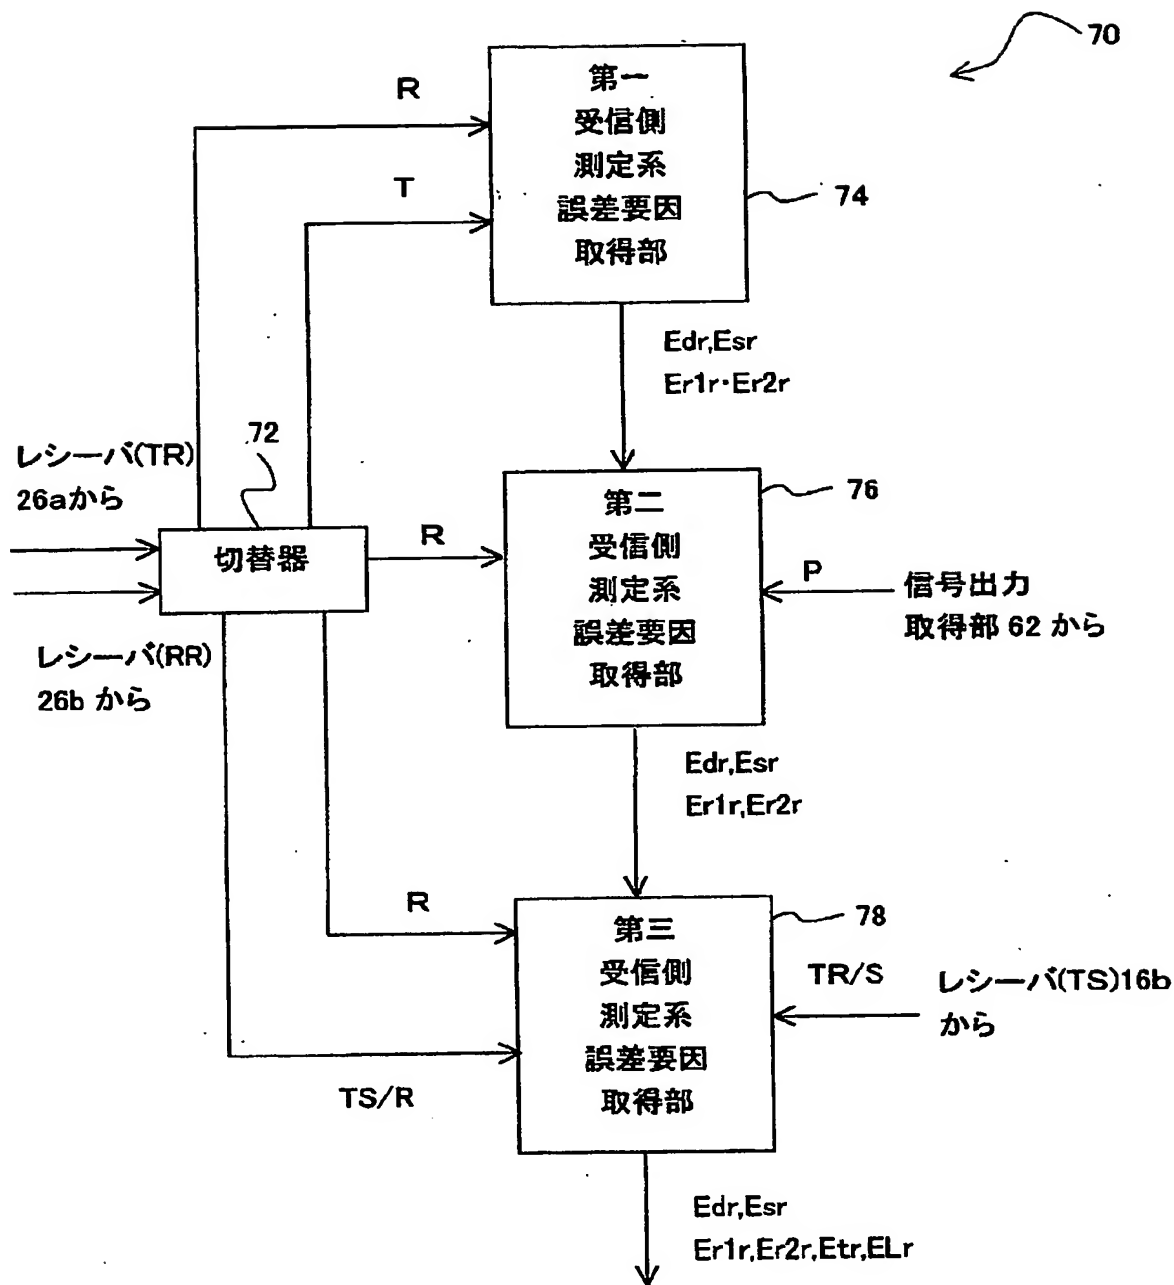 70
R
T
第一
受信側
測定系
誤差要因
取得部
74
Edr,Esr
Er1r・Er2r
レシーバ(TR)
26aから
72
切替器
レシーバ(RR)
26b から
R
第二
受信側
測定系
誤差要因
取得部
76
P
信号出力
取得部 62 から
Edr,Esr
Er1r,Er2r
R
TS/R
第三
受信側
測定系
誤差要因
取得部
78
TR/S
レシーバ(TS)16b
から
Edr,Esr
Er1r,Er2r,Etr,ELr